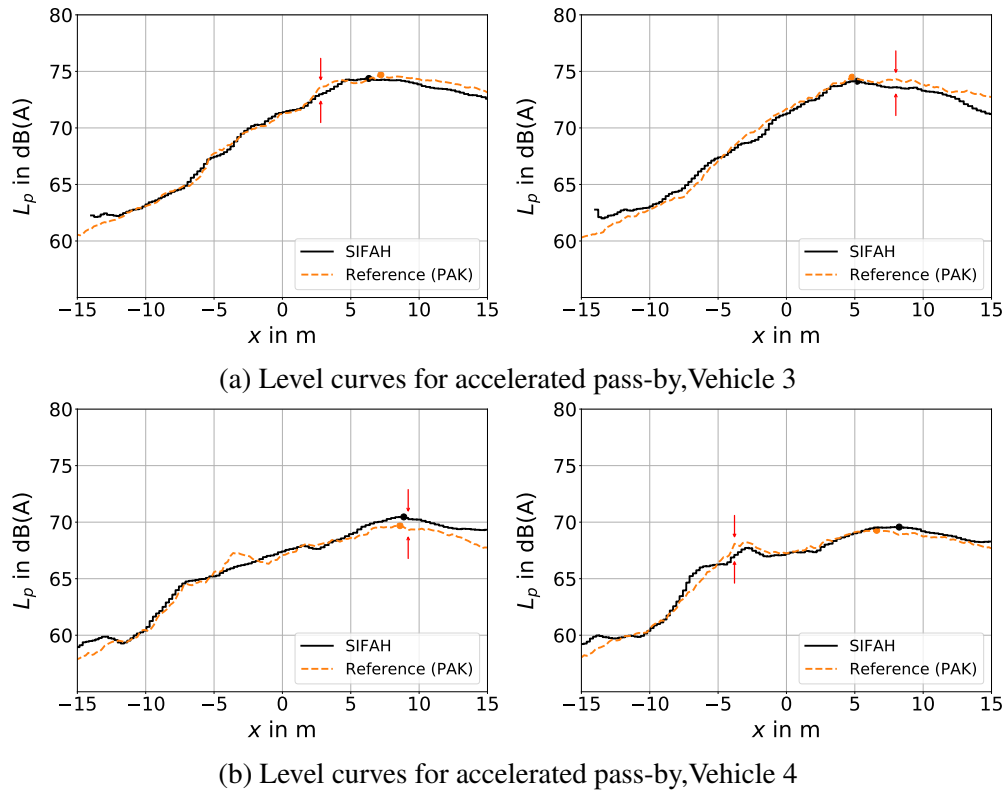 80
75
70
65
60
L_p in dB(A)
SIFAH
Reference (PAK)
−15 −10 −5 0 5 10 15
x in m
80
75
70
65
60
L_p in dB(A)
SIFAH
Reference (PAK)
−15 −10 −5 0 5 10 15
x in m
(a) Level curves for accelerated pass-by,Vehicle 3
80
75
70
65
60
L_p in dB(A)
SIFAH
Reference (PAK)
−15 −10 −5 0 5 10 15
x in m
80
75
70
65
60
L_p in dB(A)
SIFAH
Reference (PAK)
−15 −10 −5 0 5 10 15
x in m
(b) Level curves for accelerated pass-by,Vehicle 4